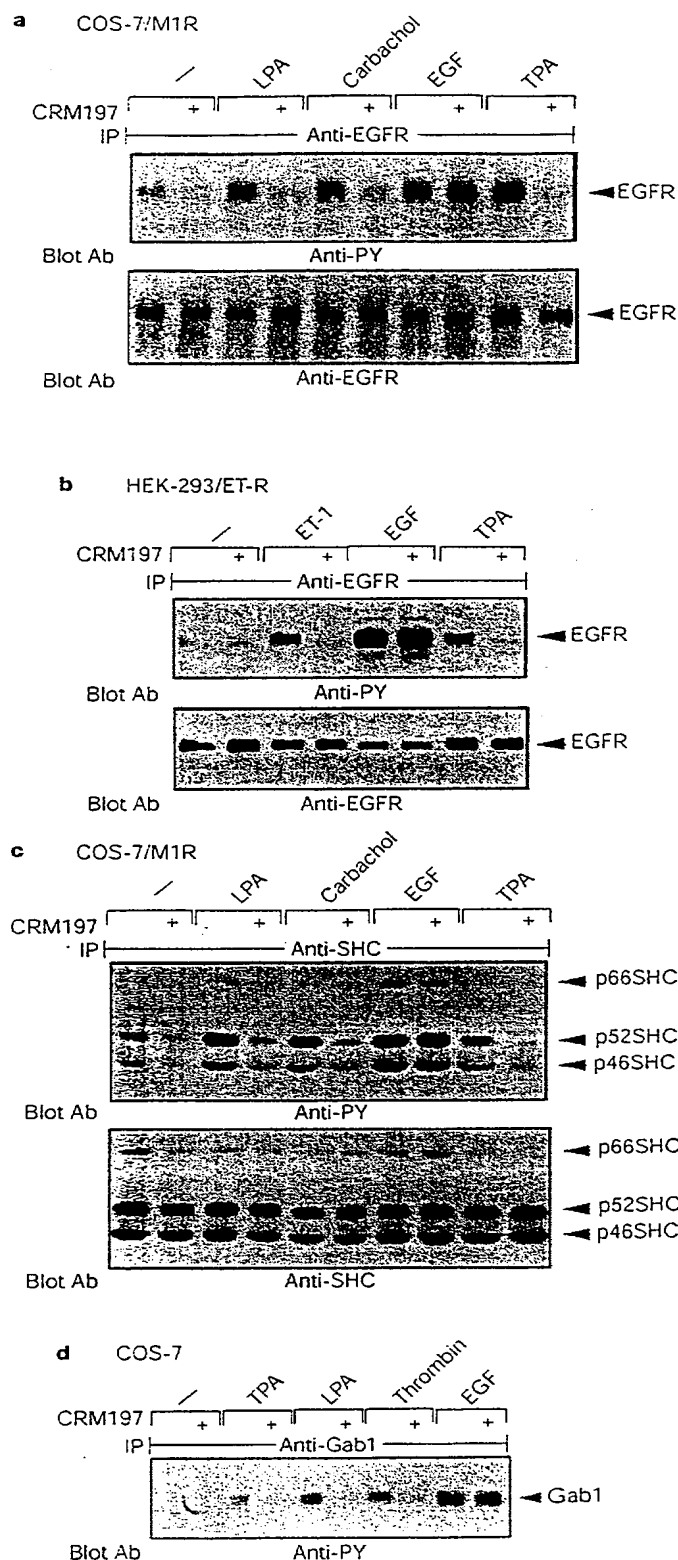 a COS-7/M1R
/ LPA Carbachol EGF TPA
CRM197 + + + + +
IP Anti-EGFR
EGFR
Blot Ab Anti-PY
EGFR
Blot Ab Anti-EGFR
b HEK-293/ET-R
/ ET-1 EGF TPA
CRM197 + + + +
IP Anti-EGFR
EGFR
Blot Ab Anti-PY
EGFR
Blot Ab Anti-EGFR
c COS-7/M1R
/ LPA Carbachol EGF TPA
CRM197 + + + + +
IP Anti-SHC
p66SHC
p52SHC
p46SHC
Blot Ab Anti-PY
p66SHC
p52SHC
p46SHC
Blot Ab Anti-SHC
d COS-7
/ TPA LPA Thrombin EGF
CRM197 + + + + +
IP Anti-Gab1
Gab1
Blot Ab Anti-PY